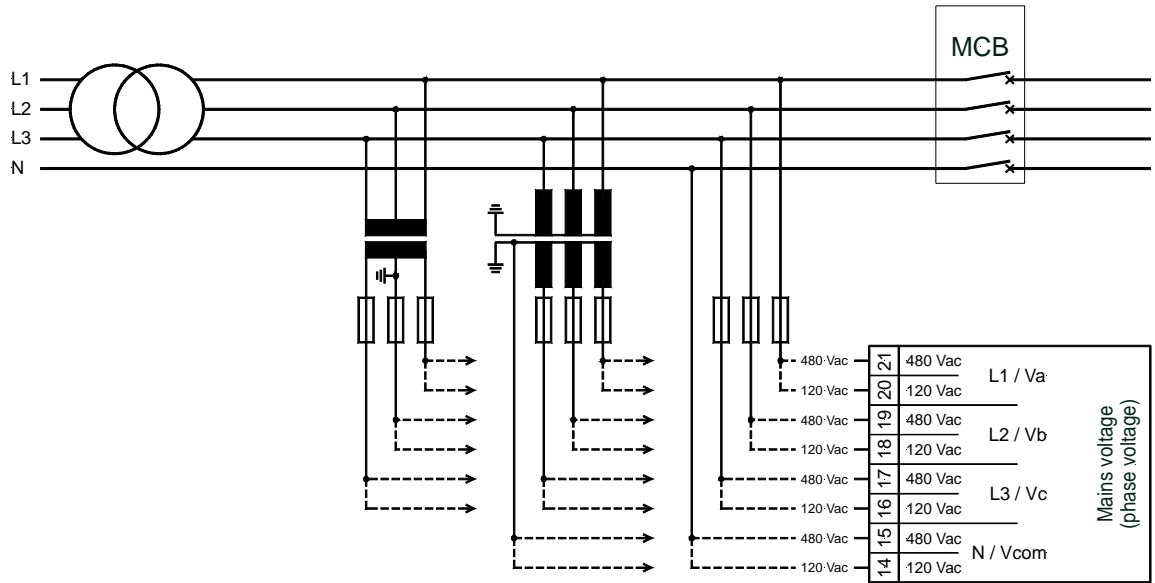 MCB
L1
L2
L3
N
480 Vac 21 480 Vac
L1 / Va
120 Vac 20 120 Vac
480 Vac 19 480 Vac
L2 / Vb
120 Vac 18 120 Vac
480 Vac 17 480 Vac
L3 / Vc
120 Vac 16 120 Vac
480 Vac 15 480 Vac
N / Vcom
120 Vac 14 120 Vac
Mains voltage
(phase voltage)